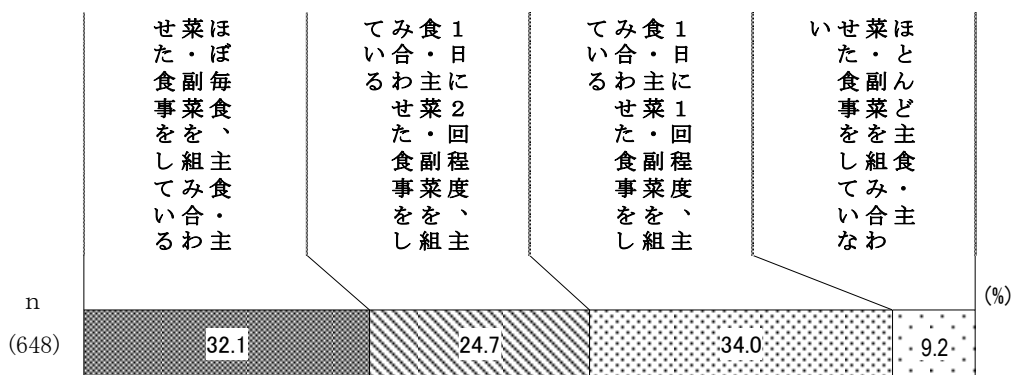 ほぼ毎食、主食・主
菜・副菜を組み合わ
せた食事をしている
1日に2回程度、主
食・主菜・副菜を組
み合わせた食事をし
ている
1日に1回程度、主
食・主菜・副菜を組
み合わせた食事をし
ている
ほとんど主食・主
菜・副菜を組み合わ
せた食事をしていな
い
n
(%)
(648)
32.1
24.7
34.0
9.2